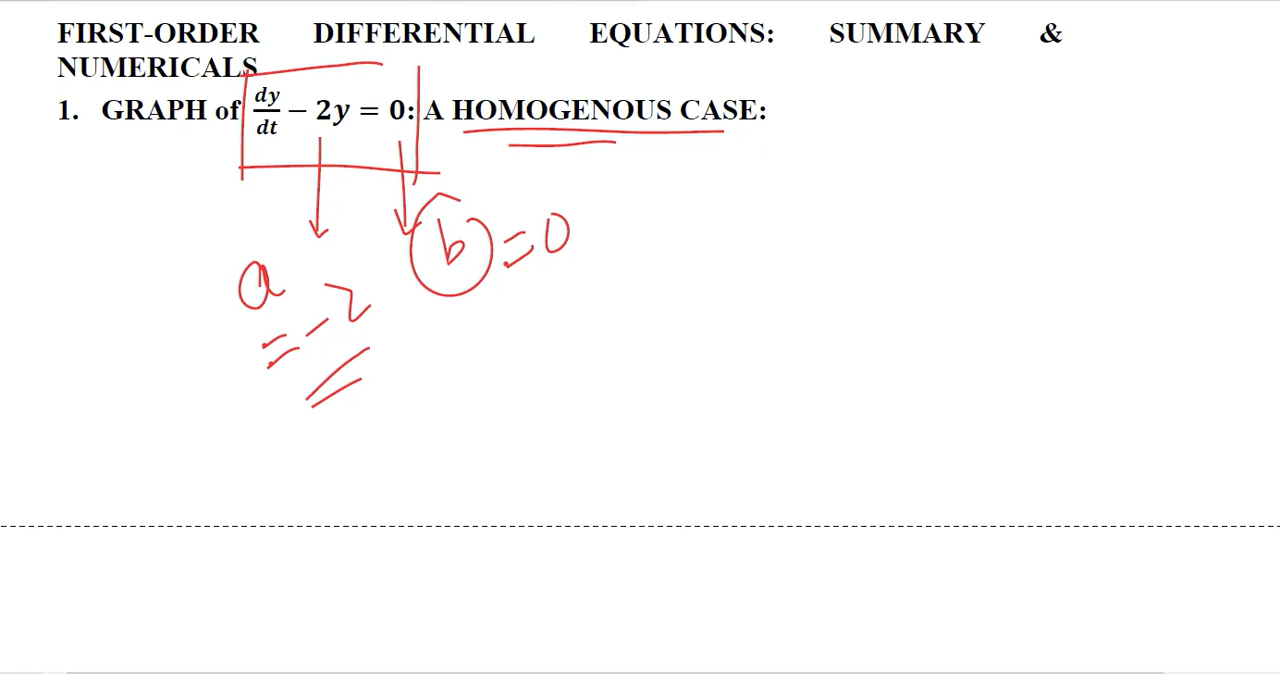 FIRST-ORDER DIFFERENTIAL EQUATIONS: SUMMARY &
NUMERICALS
1. GRAPH of dy/dt − 2y = 0: A HOMOGENOUS CASE:
b = 0
a = -2